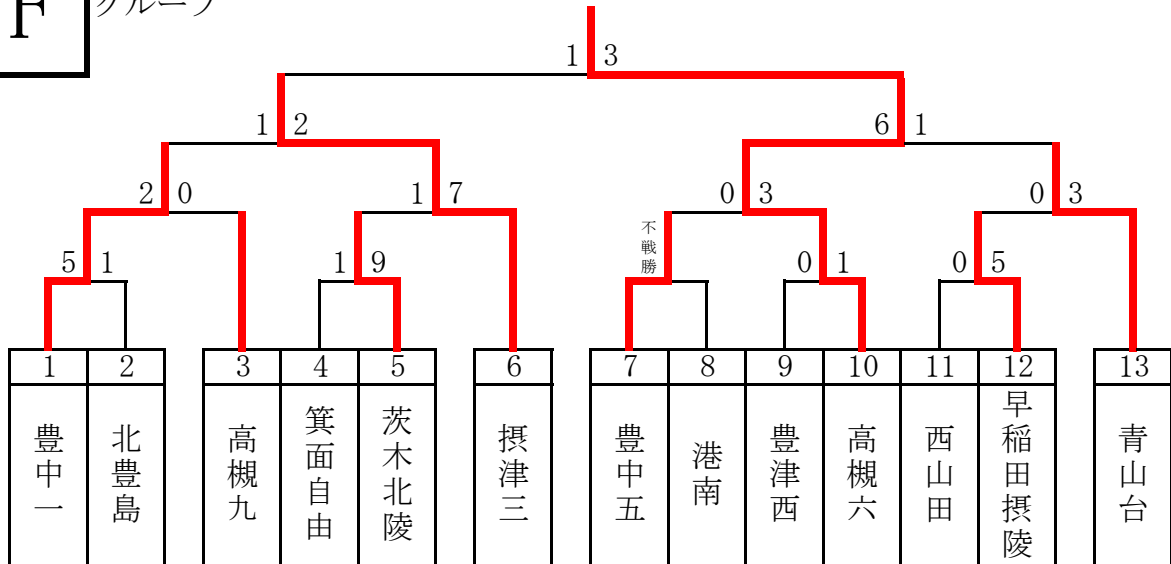 F
グループ
1 3
1 2
6 1
2 0
1 7
0 3
0 3
不戦勝
5 1
1 9
0 1
0 5
1 2 3 4 5 6 7 8 9 10 11 12 13
豊中一
北豊島
高槻九
箕面自由
茨木北陵
摂津三
豊中五
港南
豊津西
高槻六
西山田
早稲田摂陵
青山台